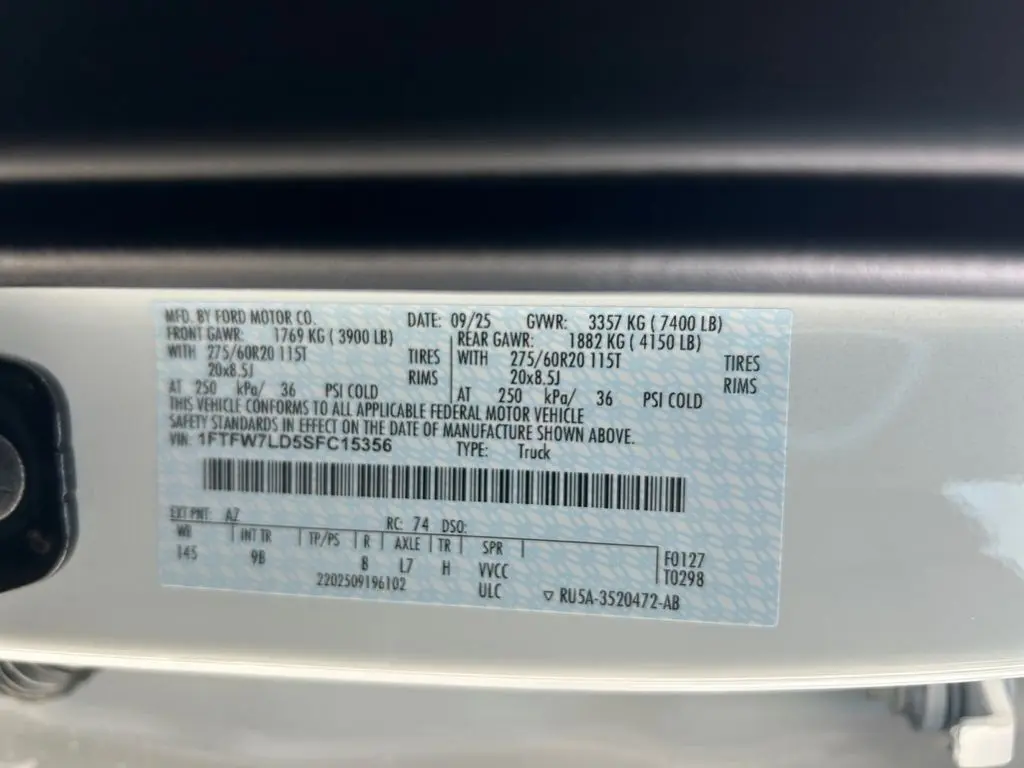 MFD. BY FORD MOTOR CO. DATE: 09/25 GVWR: 3357 KG ( 7400 LB)
FRONT GAWR: 1769 KG ( 3900 LB) REAR GAWR: 1882 KG ( 4150 LB)
WITH 275/60R20 115T TIRES WITH 275/60R20 115T TIRES
20x8.5J RIMS 20x8.5J RIMS
AT 250 kPa/ 36 PSI COLD AT 250 kPa/ 36 PSI COLD
THIS VEHICLE CONFORMS TO ALL APPLICABLE FEDERAL MOTOR VEHICLE
SAFETY STANDARDS IN EFFECT ON THE DATE OF MANUFACTURE SHOWN ABOVE.
VIN: 1FTFW7LD5SFC15356 TYPE: Truck
EXT PNT: AZ RC: 74 DSO:
WB INT TR TP/PS R AXLE TR SPR F0127
145 9B B L7 H VVCC T0298
2202509196102 ULC ▽ RU5A-3520472-AB